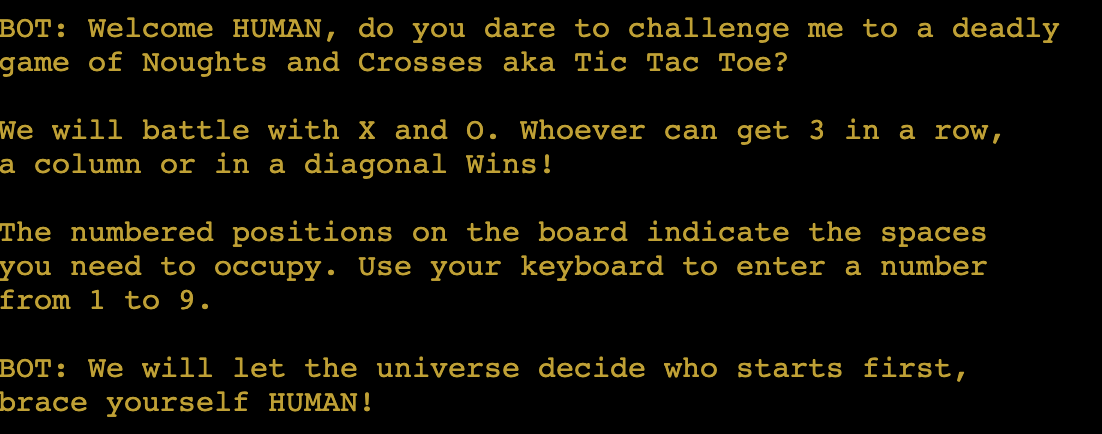 BOT: Welcome HUMAN, do you dare to challenge me to a deadly
game of Noughts and Crosses aka Tic Tac Toe?
We will battle with X and O. Whoever can get 3 in a row,
a column or in a diagonal Wins!
The numbered positions on the board indicate the spaces
you need to occupy. Use your keyboard to enter a number
from 1 to 9.
BOT: We will let the universe decide who starts first,
brace yourself HUMAN!